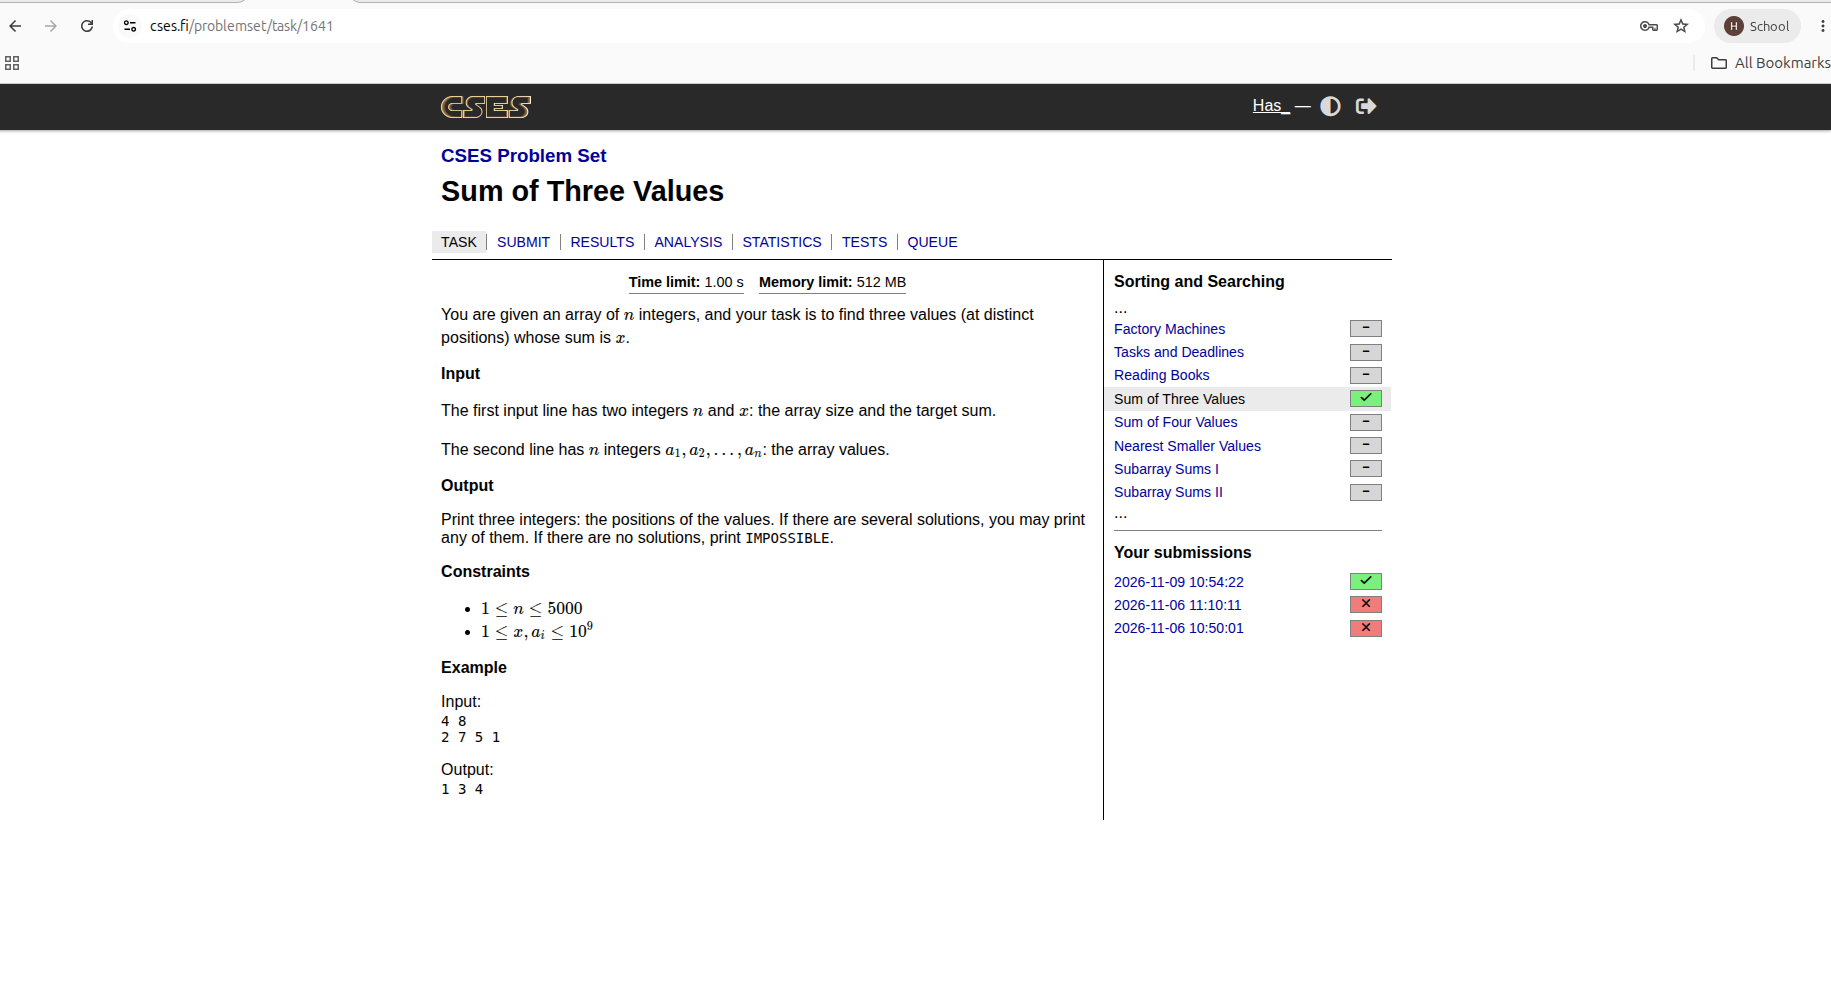 cses.fi/problemset/task/1641
H School
All Bookmarks
CSES
Has_ —
CSES Problem Set
Sum of Three Values
TASK | SUBMIT | RESULTS | ANALYSIS | STATISTICS | TESTS | QUEUE
Time limit: 1.00 s Memory limit: 512 MB
You are given an array of n integers, and your task is to find three values (at distinct
positions) whose sum is x.
Input
The first input line has two integers n and x: the array size and the target sum.
The second line has n integers a₁, a₂, …, aₙ: the array values.
Output
Print three integers: the positions of the values. If there are several solutions, you may print
any of them. If there are no solutions, print IMPOSSIBLE.
Constraints
• 1 ≤ n ≤ 5000
• 1 ≤ x, aᵢ ≤ 10⁹
Example
Input:
4 8
2 7 5 1
Output:
1 3 4
Sorting and Searching
...
Factory Machines –
Tasks and Deadlines –
Reading Books –
Sum of Three Values ✓
Sum of Four Values –
Nearest Smaller Values –
Subarray Sums I –
Subarray Sums II –
...
Your submissions
2026-11-09 10:54:22 ✓
2026-11-06 11:10:11 ✕
2026-11-06 10:50:01 ✕